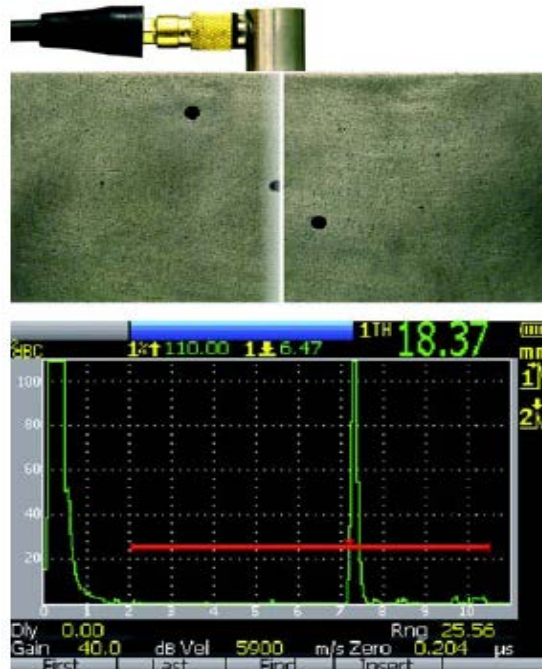 1TH 18.37
ABC 1%↑110.00 1↓6.47 mm
1
2
100
80
60
40
20
0 1 2 3 4 5 6 7 8 9 10
Dly 0.00 Rng 25.56
Gain 40.0 dB Vel 5900 m/s Zero 0.204 µs
First Last Find Insert